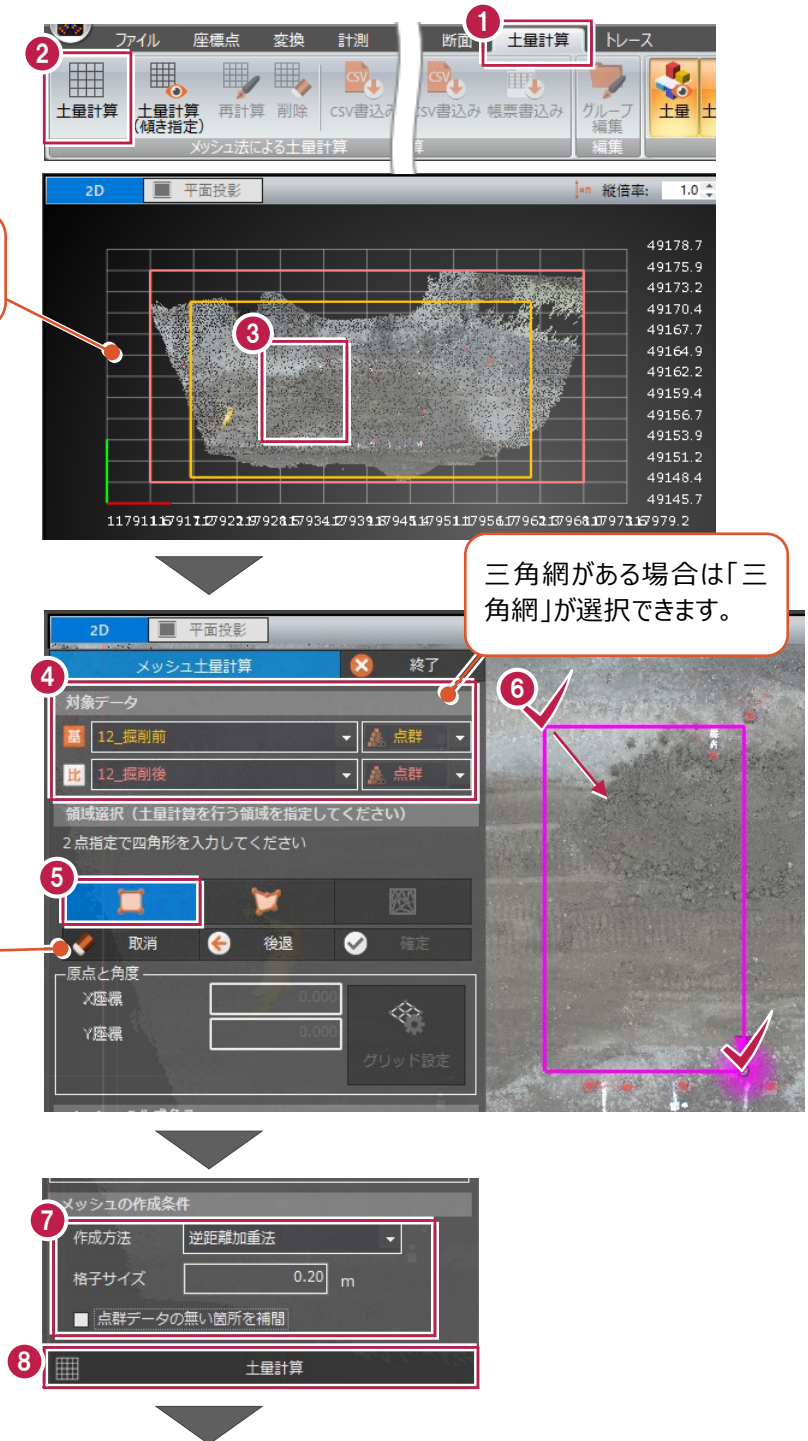 1
ファイル 座標点 変換 計測 断面 土量計算 トレース
2
土量計算 土量計算 再計算 削除 CSV書込み CSV書込み 帳票書込み グループ 土量 土
(傾き指定) 編集
メッシュ法による土量計算 算 編集
2D 平面投影 縦倍率: 1.0
49178.7
49175.9
49173.2
49170.4
3
49167.7
49164.9
49162.2
49159.4
49156.7
49153.9
49151.2
49148.4
49145.7
三角網がある場合は「三
角網」が選択できます。
2D 平面投影
メッシュ土量計算 終了
4
6
対象データ
基 12_掘削前 点群
比 12_掘削後 点群
領域選択（土量計算を行う領域を指定してください）
2点指定で四角形を入力してください
5
取消 後退 確定
原点と角度
X座標 0.000
Y座標 0.000
グリッド設定
メッシュの作成条件
7
作成方法 逆距離加重法
格子サイズ 0.20 m
点群データの無い箇所を補間
8
土量計算